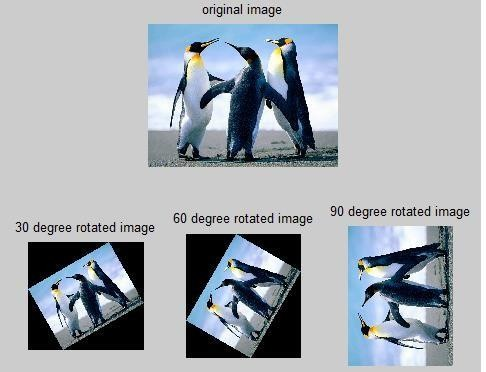 original image
30 degree rotated image
60 degree rotated image
90 degree rotated image